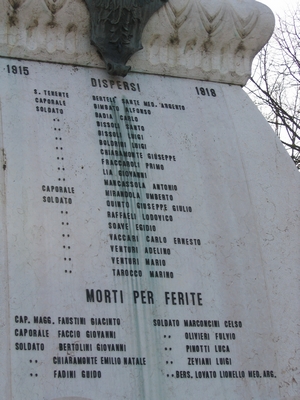 1915 1918
DISPERSI
S. TENENTE BERTELÈ SANTE MED. ARGENTO
CAPORALE BIMBATO ALFONSO
SOLDATO BADIA CARLO
" BISSOLI SANTO
" BISSOLI LUIGI
" BOLDRINI LUIGI
" CHIARAMONTE GIUSEPPE
" FRACCAROLI PRIMO
" LIA GIOVANNI
" MARCASSOLA ANTONIO
CAPORALE MIRANDOLA UMBERTO
SOLDATO QUINTO GIUSEPPE GIULIO
" RAFFAELI LODOVICO
" SOAVE EGIDIO
" VACCARI CARLO ERNESTO
" VENTURI ADELINO
" VENTURI MARIO
" TAROCCO MARINO
MORTI PER FERITE
CAP. MAGG. FAUSTINI GIACINTO SOLDATO MARCONCINI CELSO
CAPORALE FACCIO GIOVANNI " OLIVIERI FULVIO
SOLDATO BERTOLINI GIOVANNI " PINOTTI LUCA
" CHIARAMONTE EMILIO NATALE " ZEVIANI LUIGI
" FADINI GUIDO " BERS. LOVATO LIONELLO MED. ARG.